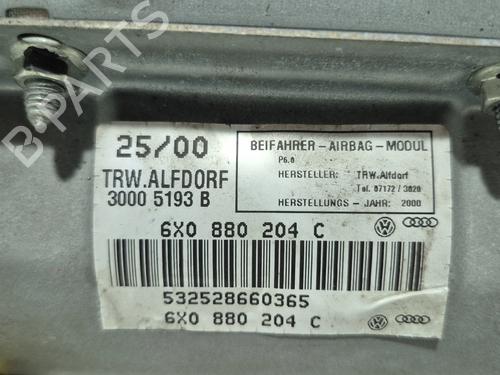 B-PARTS
25/00
TRW.ALFDORF
3000 5193 B
BEIFAHRER-AIRBAG-MODUL
P6.0
HERSTELLER: TRW.Alfdorf
Tel. 07172/3020
HERSTELLUNGS-JAHR: 2000
6X0 880 204 C
532528660365
6X0 880 204 C